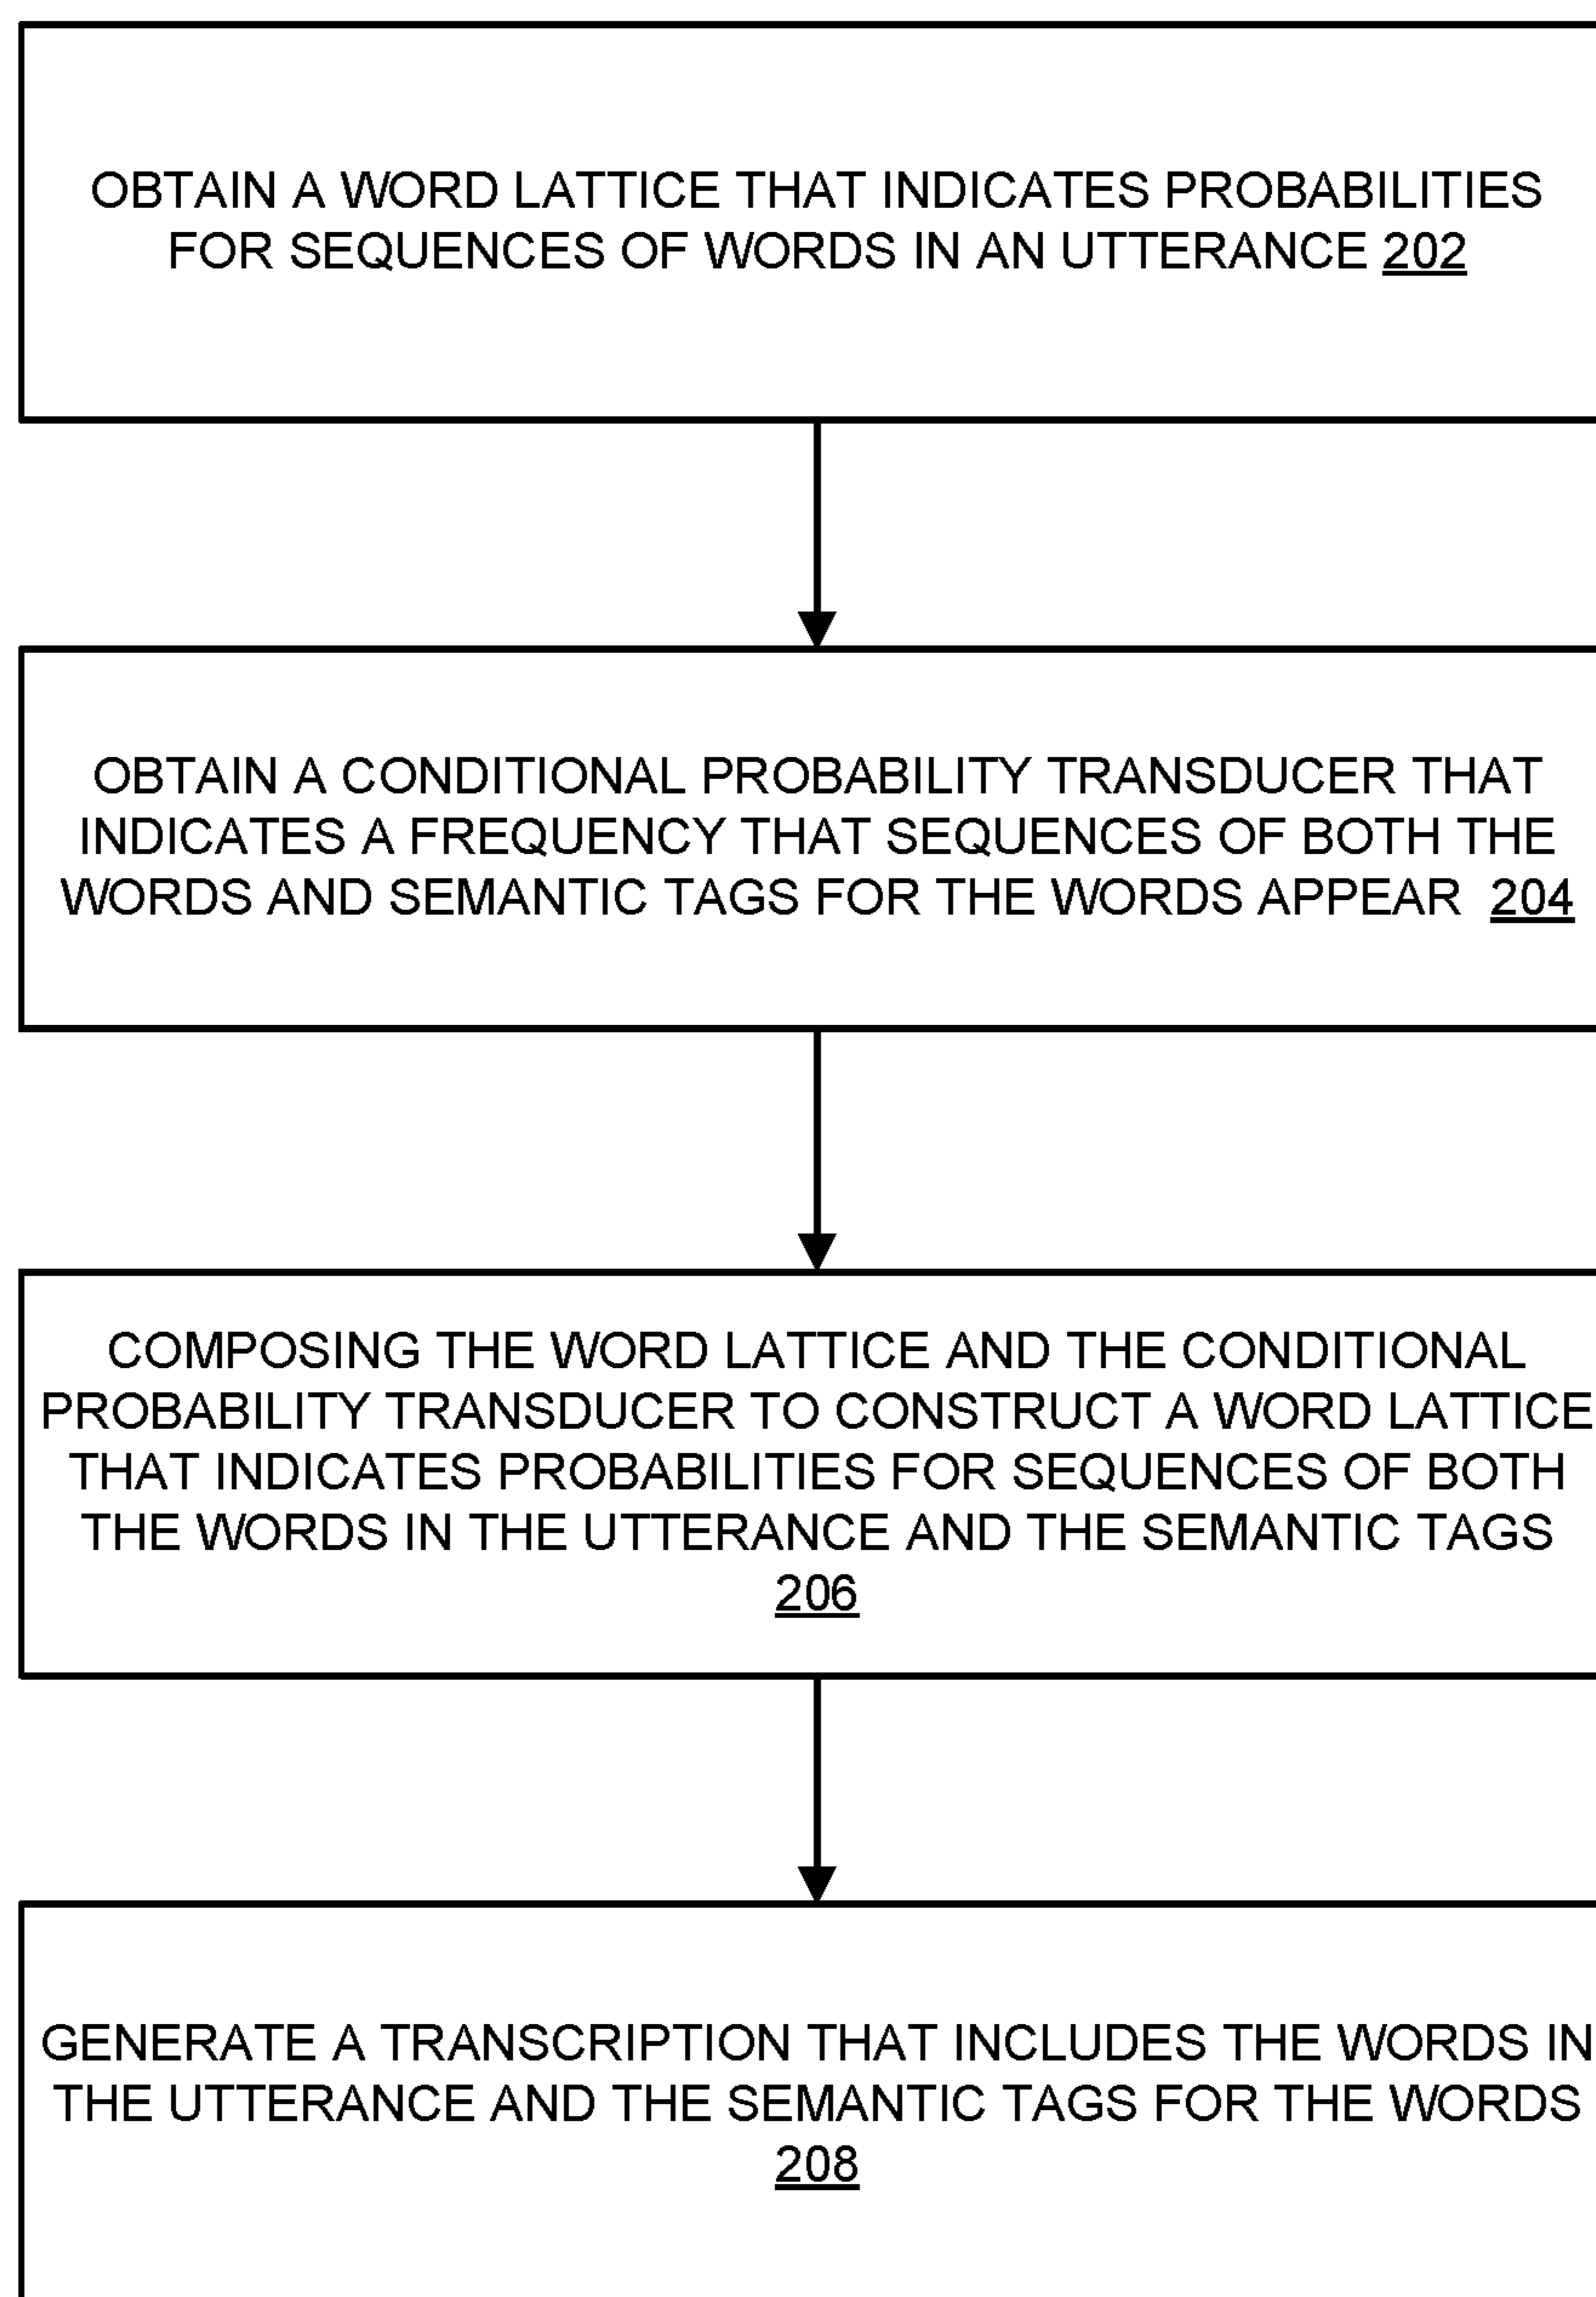 OBTAIN A WORD LATTICE THAT INDICATES PROBABILITIES
FOR SEQUENCES OF WORDS IN AN UTTERANCE 202
OBTAIN A CONDITIONAL PROBABILITY TRANSDUCER THAT
INDICATES A FREQUENCY THAT SEQUENCES OF BOTH THE
WORDS AND SEMANTIC TAGS FOR THE WORDS APPEAR 204
COMPOSING THE WORD LATTICE AND THE CONDITIONAL
PROBABILITY TRANSDUCER TO CONSTRUCT A WORD LATTICE
THAT INDICATES PROBABILITIES FOR SEQUENCES OF BOTH
THE WORDS IN THE UTTERANCE AND THE SEMANTIC TAGS
206
GENERATE A TRANSCRIPTION THAT INCLUDES THE WORDS IN
THE UTTERANCE AND THE SEMANTIC TAGS FOR THE WORDS
208